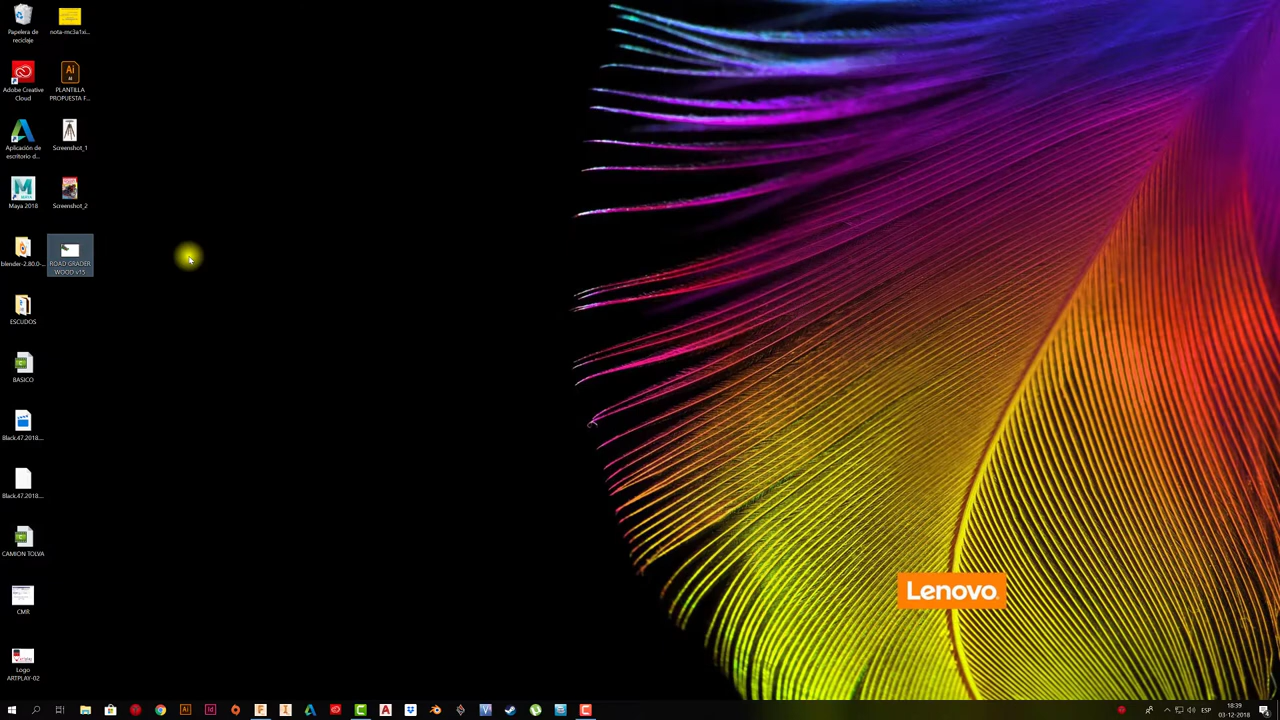 Papelera de
reciclaje
nota-mc3a1xi...
Adobe Creative
Cloud
PLANTILLA
PROPUESTA F...
Aplicación de
escritorio d...
Screenshot_1
Maya 2018
Screenshot_2
blender-2.80.0-...
ROAD GRADER
WOOD v15
ESCUDOS
BASICO
Black.47.2018....
Black.47.2018....
CAMION TOLVA
CMR
Logo
ARTPLAY-02
Lenovo
ESP
18:39
03-12-2018